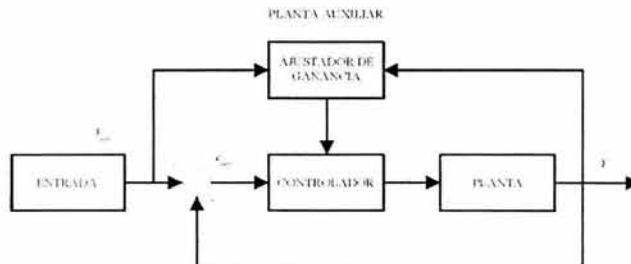 PLANTA AUXILIAR
AJUSTADOR DE
GANANCIA
ENTRADA
CONTROLADOR
PLANTA